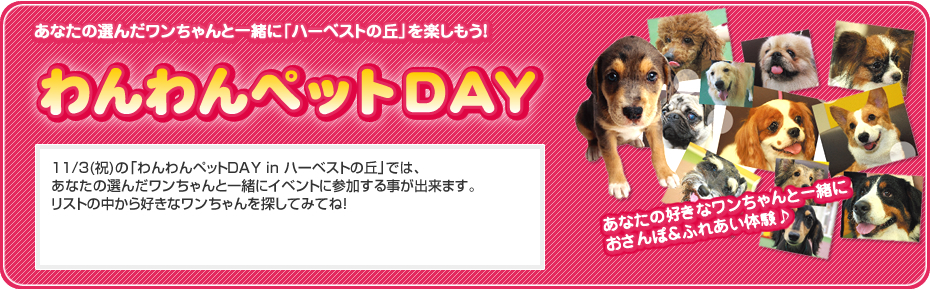 あなたの選んだワンちゃんと一緒に「ハーベストの丘」を楽しもう!
わんわんペットDAY
11/3(祝)の「わんわんペットDAY in ハーベストの丘」では、
あなたの選んだワンちゃんと一緒にイベントに参加する事が出来ます。
リストの中から好きなワンちゃんを探してみてね!
あなたの好きなワンちゃんと一緒に
おさんぽ&ふれあい体験♪